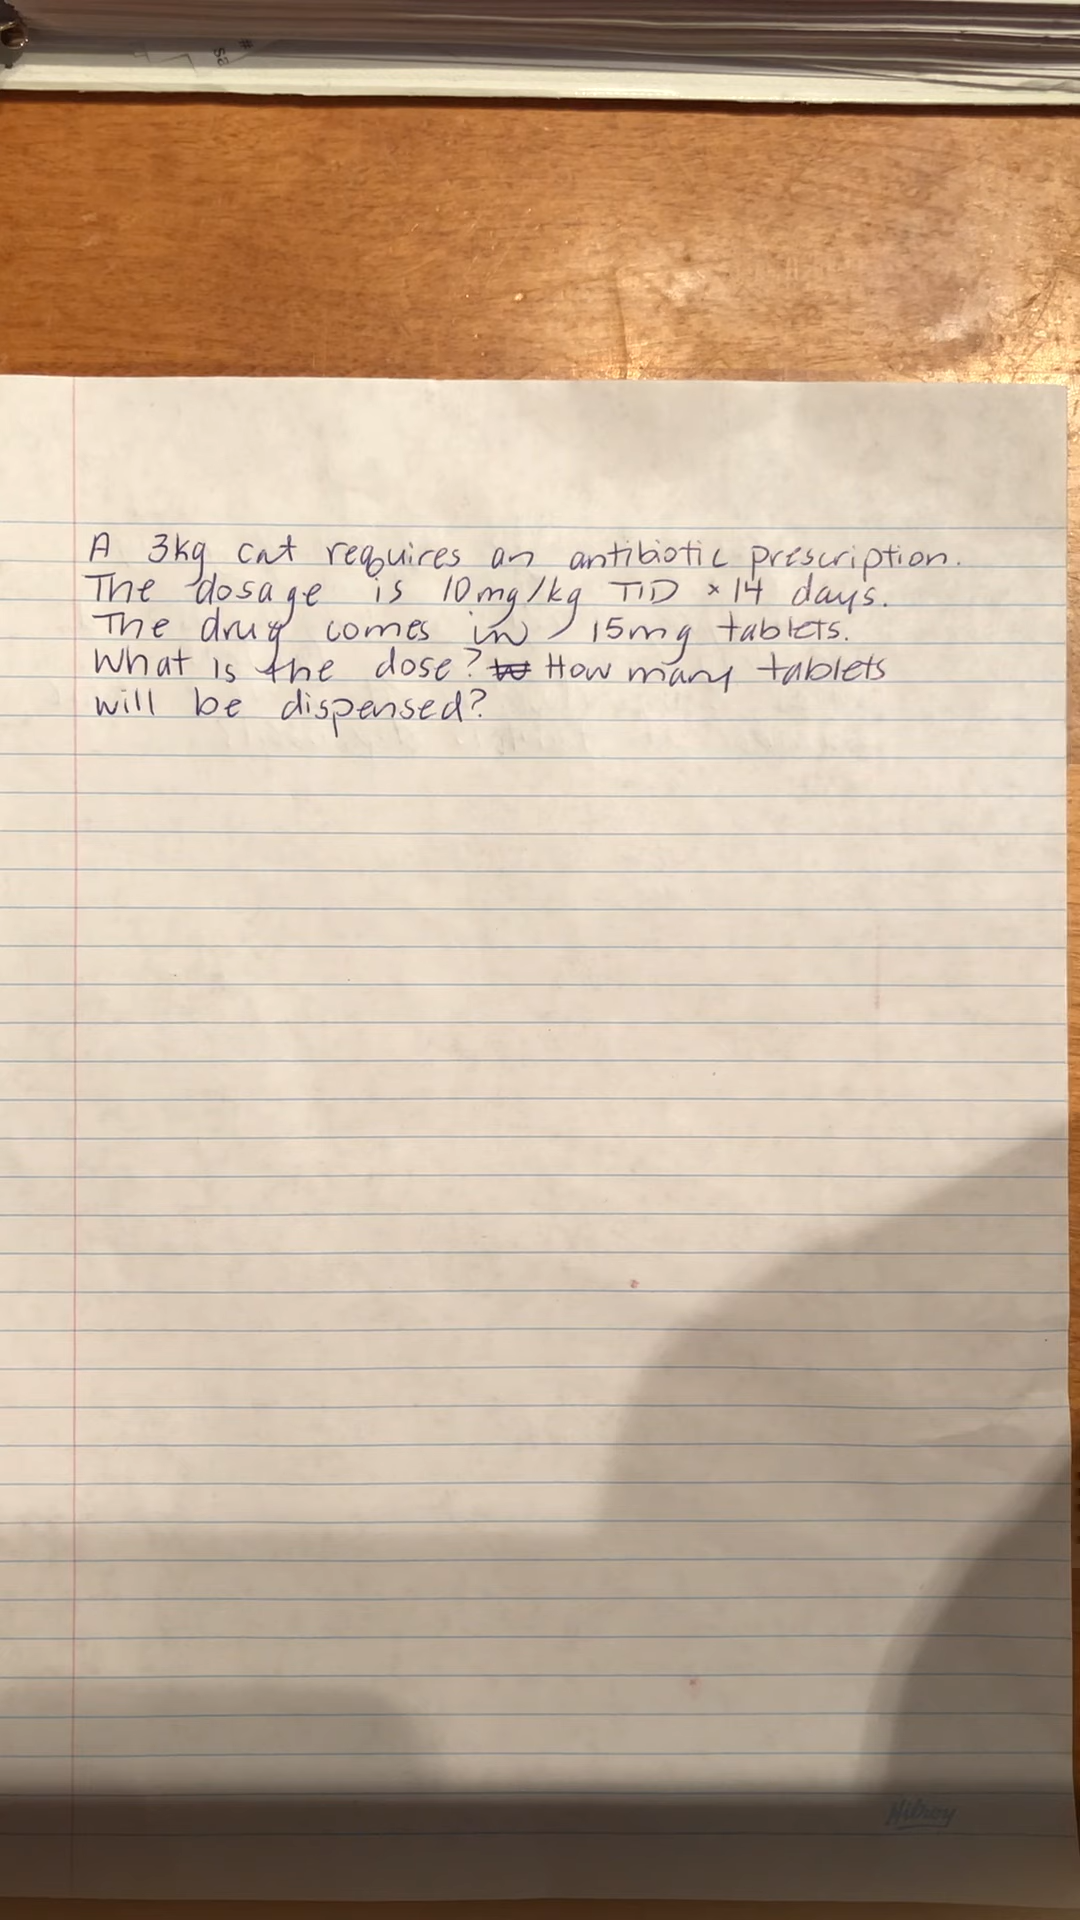 A 3kg cat requires an antibiotic prescription.
The dosage is 10mg/kg TID × 14 days.
The drug comes in 15mg tablets.
What is the dose? How many tablets
will be dispensed?
Hilroy